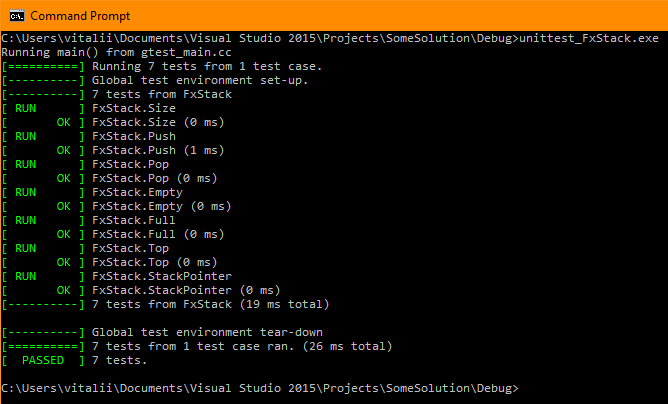 Command Prompt
C:\Users\vitalii\Documents\Visual Studio 2015\Projects\SomeSolution\Debug>unittest_FxStack.exe
Running main() from gtest_main.cc
[==========] Running 7 tests from 1 test case.
[----------] Global test environment set-up.
[----------] 7 tests from FxStack
[ RUN      ] FxStack.Size
[       OK ] FxStack.Size (0 ms)
[ RUN      ] FxStack.Push
[       OK ] FxStack.Push (1 ms)
[ RUN      ] FxStack.Pop
[       OK ] FxStack.Pop (0 ms)
[ RUN      ] FxStack.Empty
[       OK ] FxStack.Empty (0 ms)
[ RUN      ] FxStack.Full
[       OK ] FxStack.Full (0 ms)
[ RUN      ] FxStack.Top
[       OK ] FxStack.Top (0 ms)
[ RUN      ] FxStack.StackPointer
[       OK ] FxStack.StackPointer (0 ms)
[----------] 7 tests from FxStack (19 ms total)
[----------] Global test environment tear-down
[==========] 7 tests from 1 test case ran. (26 ms total)
[  PASSED  ] 7 tests.
C:\Users\vitalii\Documents\Visual Studio 2015\Projects\SomeSolution\Debug>